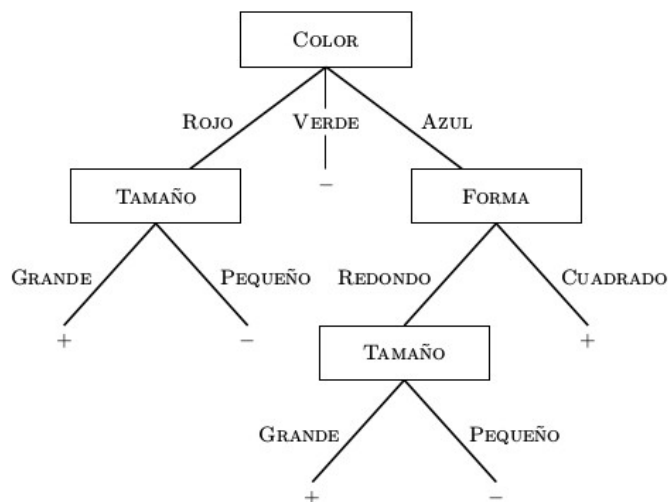 COLOR
ROJO VERDE AZUL
TAMAÑO − FORMA
GRANDE PEQUEÑO REDONDO CUADRADO
+ − TAMAÑO +
GRANDE PEQUEÑO
+ −